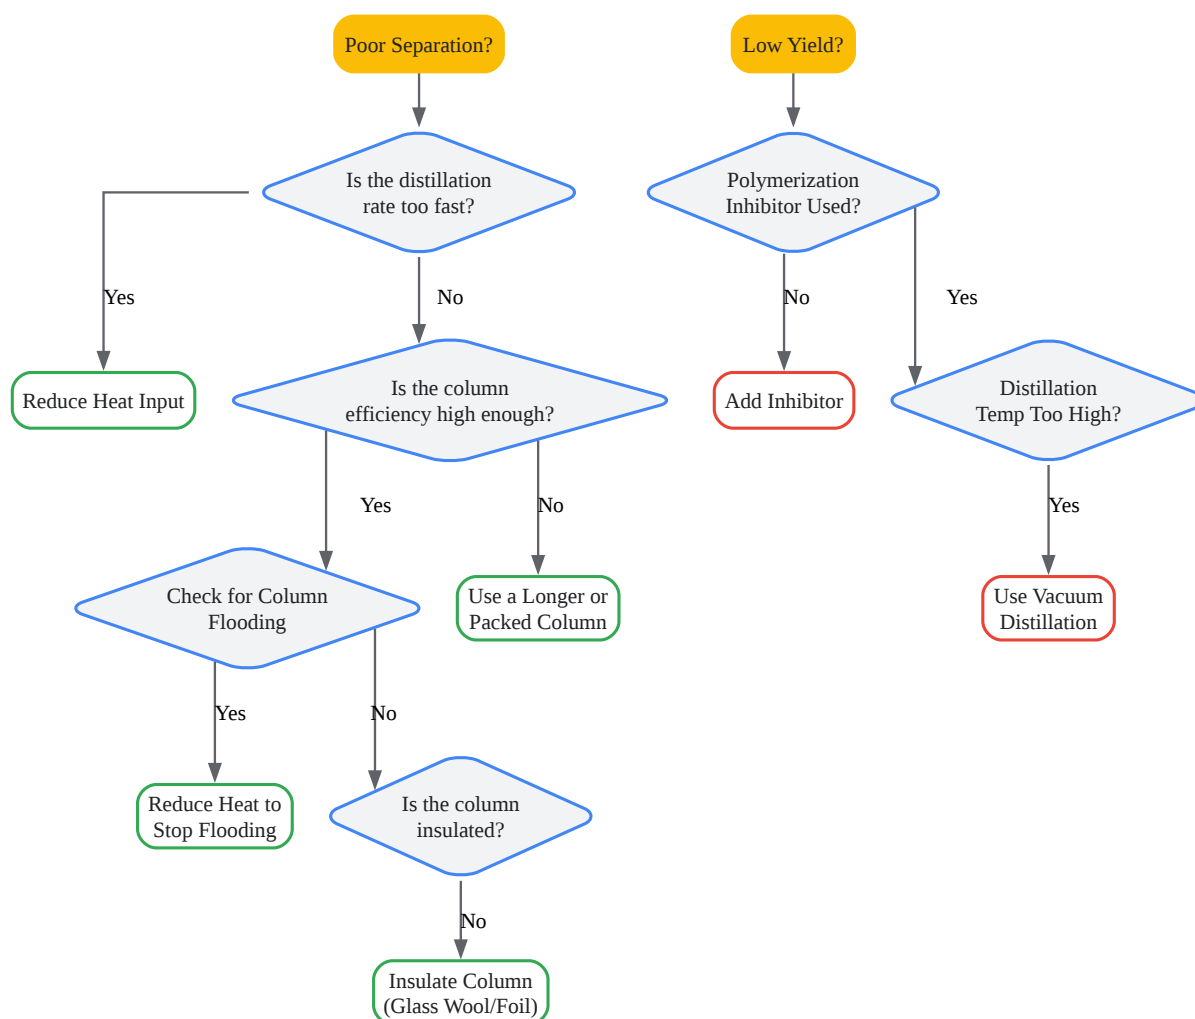 Poor Separation?
Low Yield?
Is the distillation
rate too fast?
Polymerization
Inhibitor Used?
Yes
No
No
Yes
Reduce Heat Input
Is the column
efficiency high enough?
Add Inhibitor
Distillation
Temp Too High?
Yes
No
Yes
Check for Column
Flooding
Use a Longer or
Packed Column
Use Vacuum
Distillation
Yes
No
Reduce Heat to
Stop Flooding
Is the column
insulated?
No
Insulate Column
(Glass Wool/Foil)